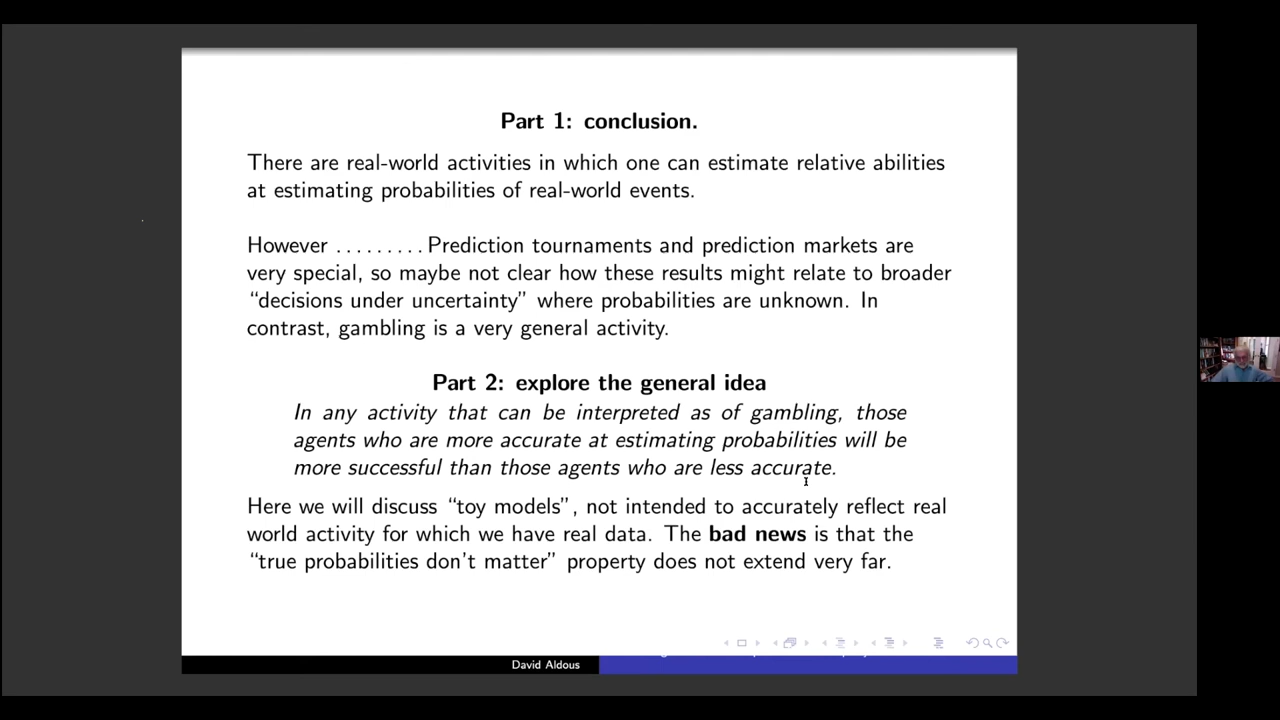 Part 1: conclusion.
There are real-world activities in which one can estimate relative abilities
at estimating probabilities of real-world events.
However ......... Prediction tournaments and prediction markets are
very special, so maybe not clear how these results might relate to broader
“decisions under uncertainty” where probabilities are unknown. In
contrast, gambling is a very general activity.
Part 2: explore the general idea
In any activity that can be interpreted as of gambling, those
agents who are more accurate at estimating probabilities will be
more successful than those agents who are less accurate.
Here we will discuss “toy models”, not intended to accurately reflect real
world activity for which we have real data. The bad news is that the
“true probabilities don’t matter” property does not extend very far.
David Aldous